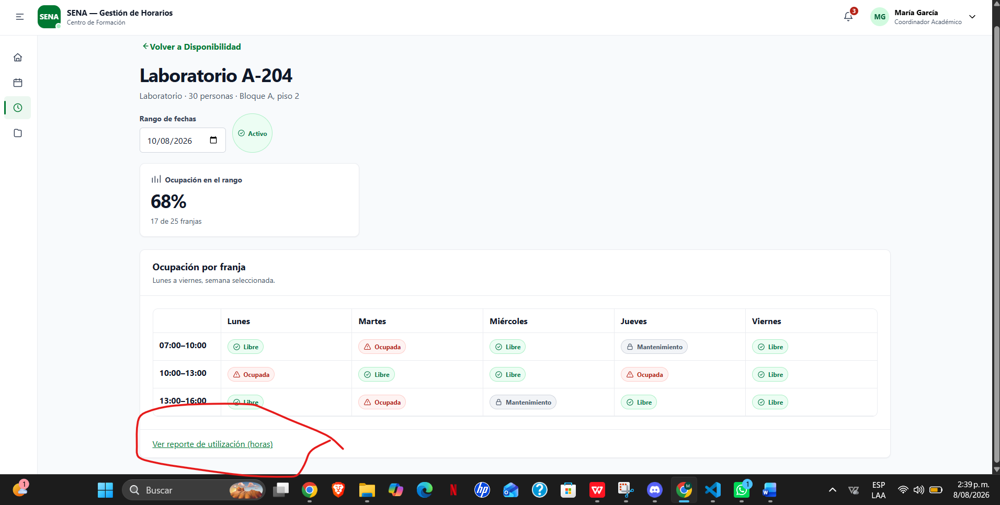 SENA
SENA — Gestión de Horarios
Centro de Formación
3
MG
María García
Coordinador Académico
Volver a Disponibilidad
Laboratorio A-204
Laboratorio · 30 personas · Bloque A, piso 2
Rango de fechas
10/08/2026
Activo
Ocupación en el rango
68%
17 de 25 franjas
Ocupación por franja
Lunes a viernes, semana seleccionada.
Lunes Martes Miércoles Jueves Viernes
07:00–10:00 Libre Ocupada Libre Mantenimiento Libre
10:00–13:00 Ocupada Libre Libre Ocupada Libre
13:00–16:00 Libre Ocupada Mantenimiento Libre Libre
Ver reporte de utilización (horas)
1
Buscar
N
hp
O
?
W
M
1
W
ESP
LAA
2:39 p. m.
8/08/2026